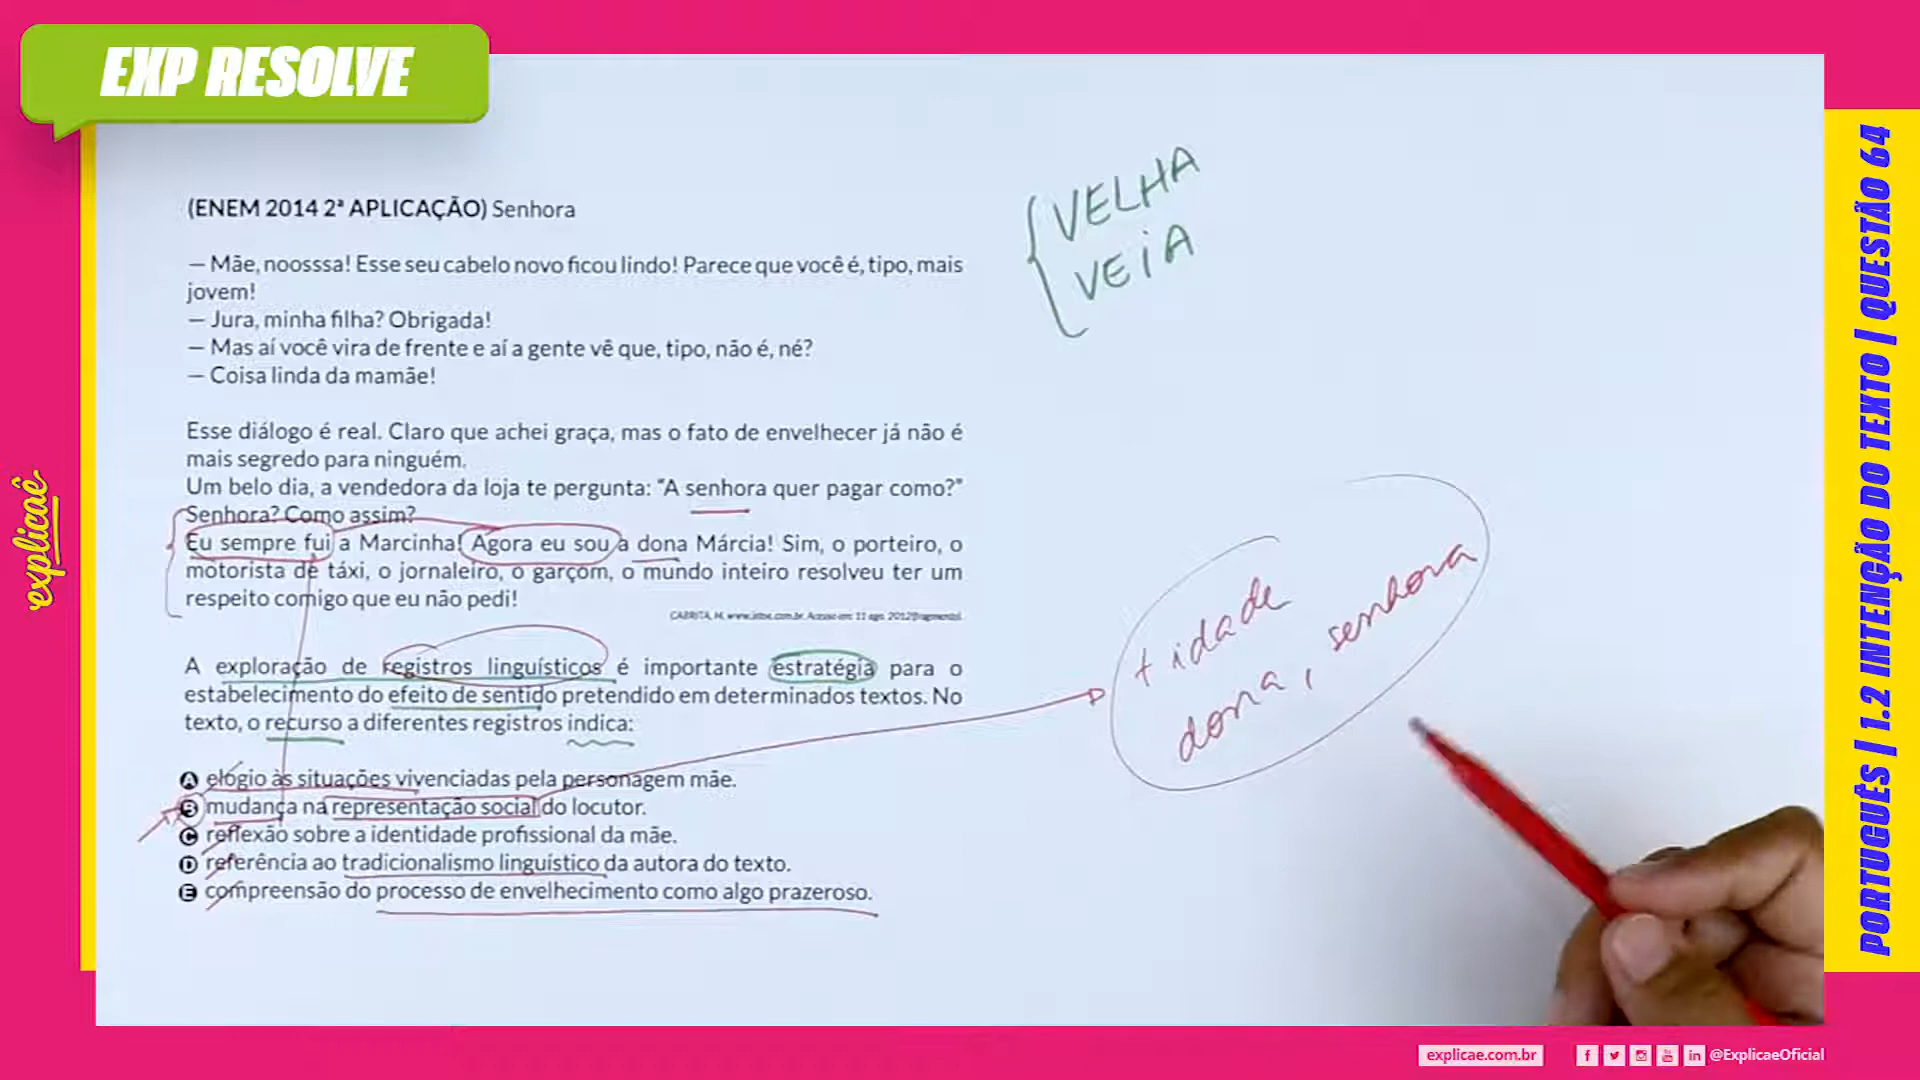 EXP RESOLVE
(ENEM 2014 2ª APLICAÇÃO) Senhora
— Mãe, noosssa! Esse seu cabelo novo ficou lindo! Parece que você é, tipo, mais
jovem!
— Jura, minha filha? Obrigada!
— Mas aí você vira de frente e aí a gente vê que, tipo, não é, né?
— Coisa linda da mamãe!
Esse diálogo é real. Claro que achei graça, mas o fato de envelhecer já não é
mais segredo para ninguém.
Um belo dia, a vendedora da loja te pergunta: “A senhora quer pagar como?”
Senhora? Como assim?
Eu sempre fui a Marcinha! Agora eu sou a dona Márcia! Sim, o porteiro, o
motorista de táxi, o jornaleiro, o garçom, o mundo inteiro resolveu ter um
respeito comigo que eu não pedi!
CABRITA, M. Acesso em: 11 ago. 2012 (fragmento).
A exploração de registros linguísticos é importante estratégia para o
estabelecimento do efeito de sentido pretendido em determinados textos. No
texto, o recurso a diferentes registros indica:
A elogio às situações vivenciadas pela personagem mãe.
B mudança na representação social do locutor.
C reflexão sobre a identidade profissional da mãe.
D referência ao tradicionalismo linguístico da autora do texto.
E compreensão do processo de envelhecimento como algo prazeroso.
VELHA
VEIA
+ idade
dona, senhora
explicaê
PORTUGUÊS | 1.2 INTENÇÃO DO TEXTO | QUESTÃO 64
explicae.com.br
@ExplicaeOficial